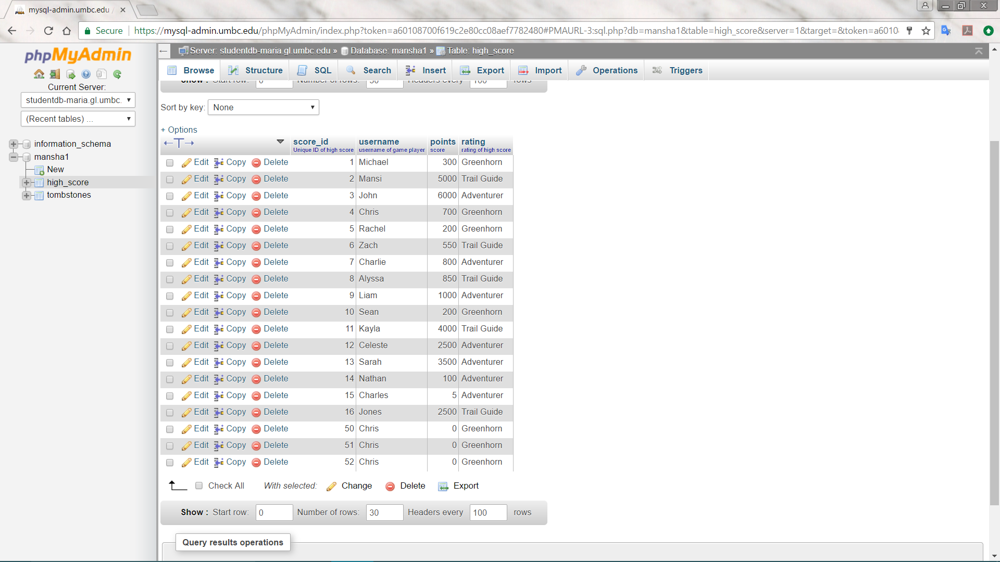 mysql-admin.umbc.edu
Secure https://mysql-admin.umbc.edu/phpMyAdmin/index.php?token=a60108700f619c2e80cc08aef7782480#PMAURL-3:sql.php?db=mansha1&table=high_score&server=1&target=&token=a6010
phpMyAdmin
Current Server:
studentdb-maria.gl.umbc.
(Recent tables) ...
information_schema
mansha1
New
high_score
tombstones
Server: studentdb-maria.gl.umbc.edu » Database: mansha1 » Table: high_score
Browse Structure SQL Search Insert Export Import Operations Triggers
Show : Start row: 0 Number of rows: 30 Headers every 100 rows
Sort by key: None
+ Options
score_id username points rating
Unique ID of high score username of game player score rating of high score
Edit Copy Delete 1 Michael 300 Greenhorn
Edit Copy Delete 2 Mansi 5000 Trail Guide
Edit Copy Delete 3 John 6000 Adventurer
Edit Copy Delete 4 Chris 700 Greenhorn
Edit Copy Delete 5 Rachel 200 Greenhorn
Edit Copy Delete 6 Zach 550 Trail Guide
Edit Copy Delete 7 Charlie 800 Adventurer
Edit Copy Delete 8 Alyssa 850 Trail Guide
Edit Copy Delete 9 Liam 1000 Adventurer
Edit Copy Delete 10 Sean 200 Greenhorn
Edit Copy Delete 11 Kayla 4000 Trail Guide
Edit Copy Delete 12 Celeste 2500 Adventurer
Edit Copy Delete 13 Sarah 3500 Adventurer
Edit Copy Delete 14 Nathan 100 Adventurer
Edit Copy Delete 15 Charles 5 Adventurer
Edit Copy Delete 16 Jones 2500 Trail Guide
Edit Copy Delete 50 Chris 0 Greenhorn
Edit Copy Delete 51 Chris 0 Greenhorn
Edit Copy Delete 52 Chris 0 Greenhorn
Check All With selected: Change Delete Export
Show : Start row: 0 Number of rows: 30 Headers every 100 rows
Query results operations